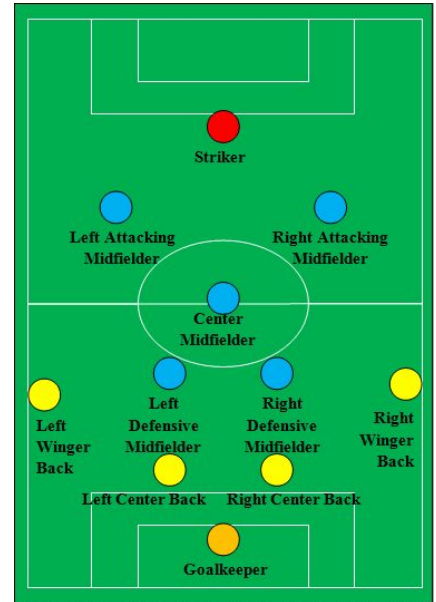 Striker
Left Attacking
Midfielder
Right Attacking
Midfielder
Center
Midfielder
Left
Defensive
Midfielder
Right
Defensive
Midfielder
Left
Winger
Back
Right
Winger
Back
Left Center Back
Right Center Back
Goalkeeper